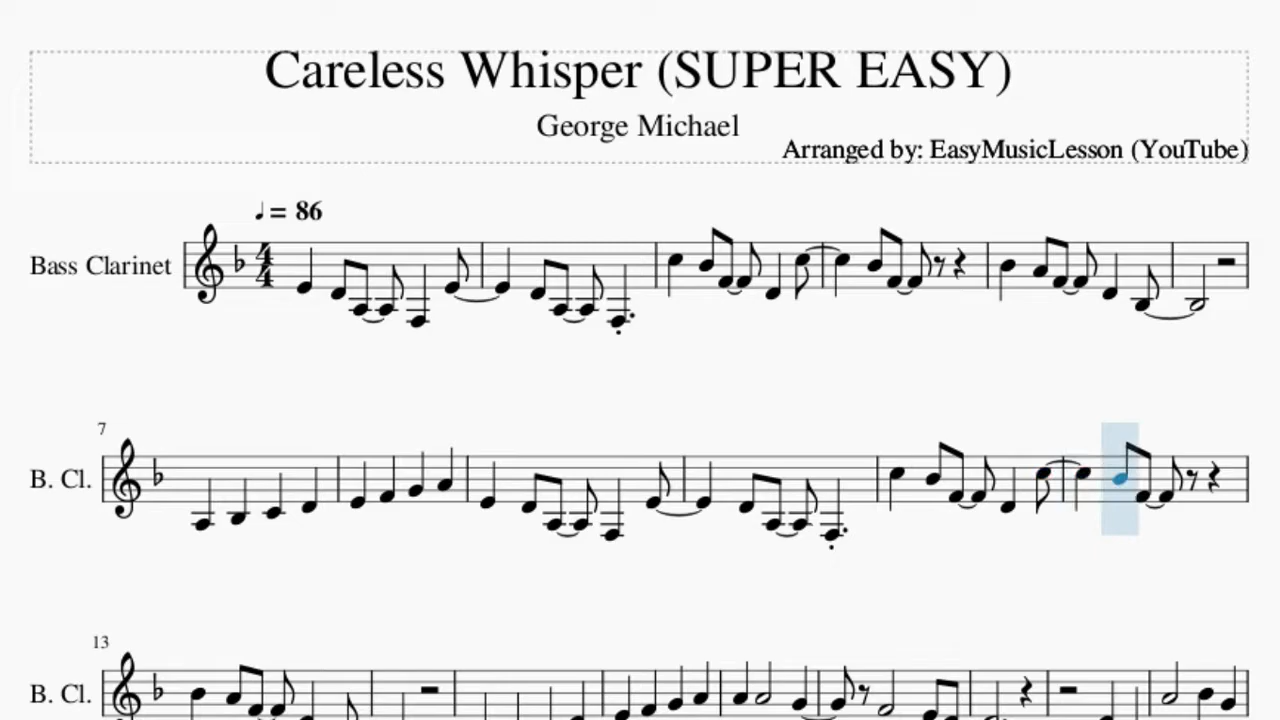 Careless Whisper (SUPER EASY)
George Michael
Arranged by: EasyMusicLesson (YouTube)
♩ = 86
Bass Clarinet
4
4
7
B. Cl.
13
B. Cl.